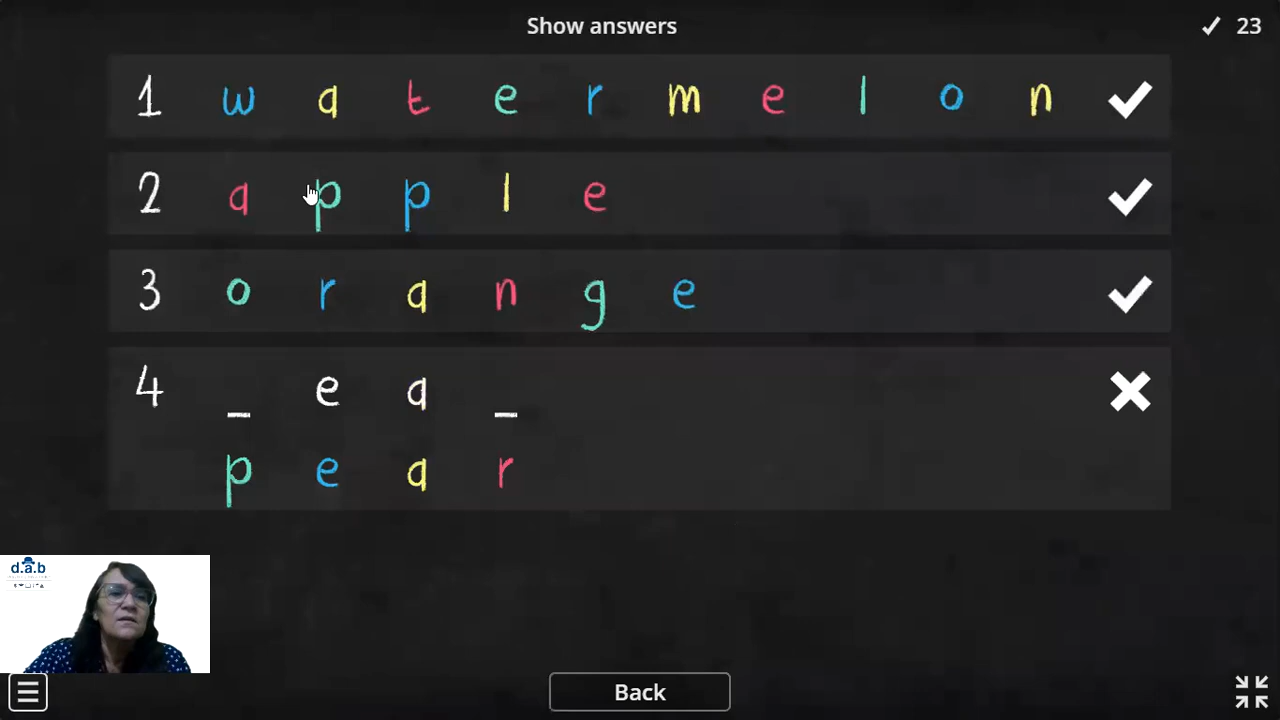 Show answers
✓ 23
1 w a t e r m e l o n ✓
2 a p p l e ✓
3 o r a n g e ✓
4 _ e a _ ✗
p e a r
d.a.b
Back